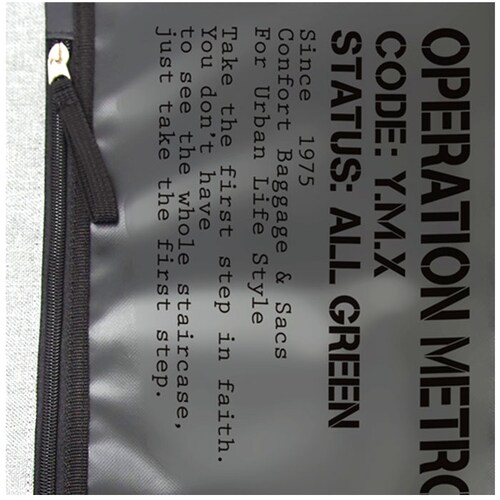 OPERATION METRO
CODE: Y.M.X
STATUS: ALL GREEN
Since 1975
Confort Baggage & Sacs
For Urban Life Style
Take the first step in faith.
You don't have
to see the whole staircase,
just take the first step.